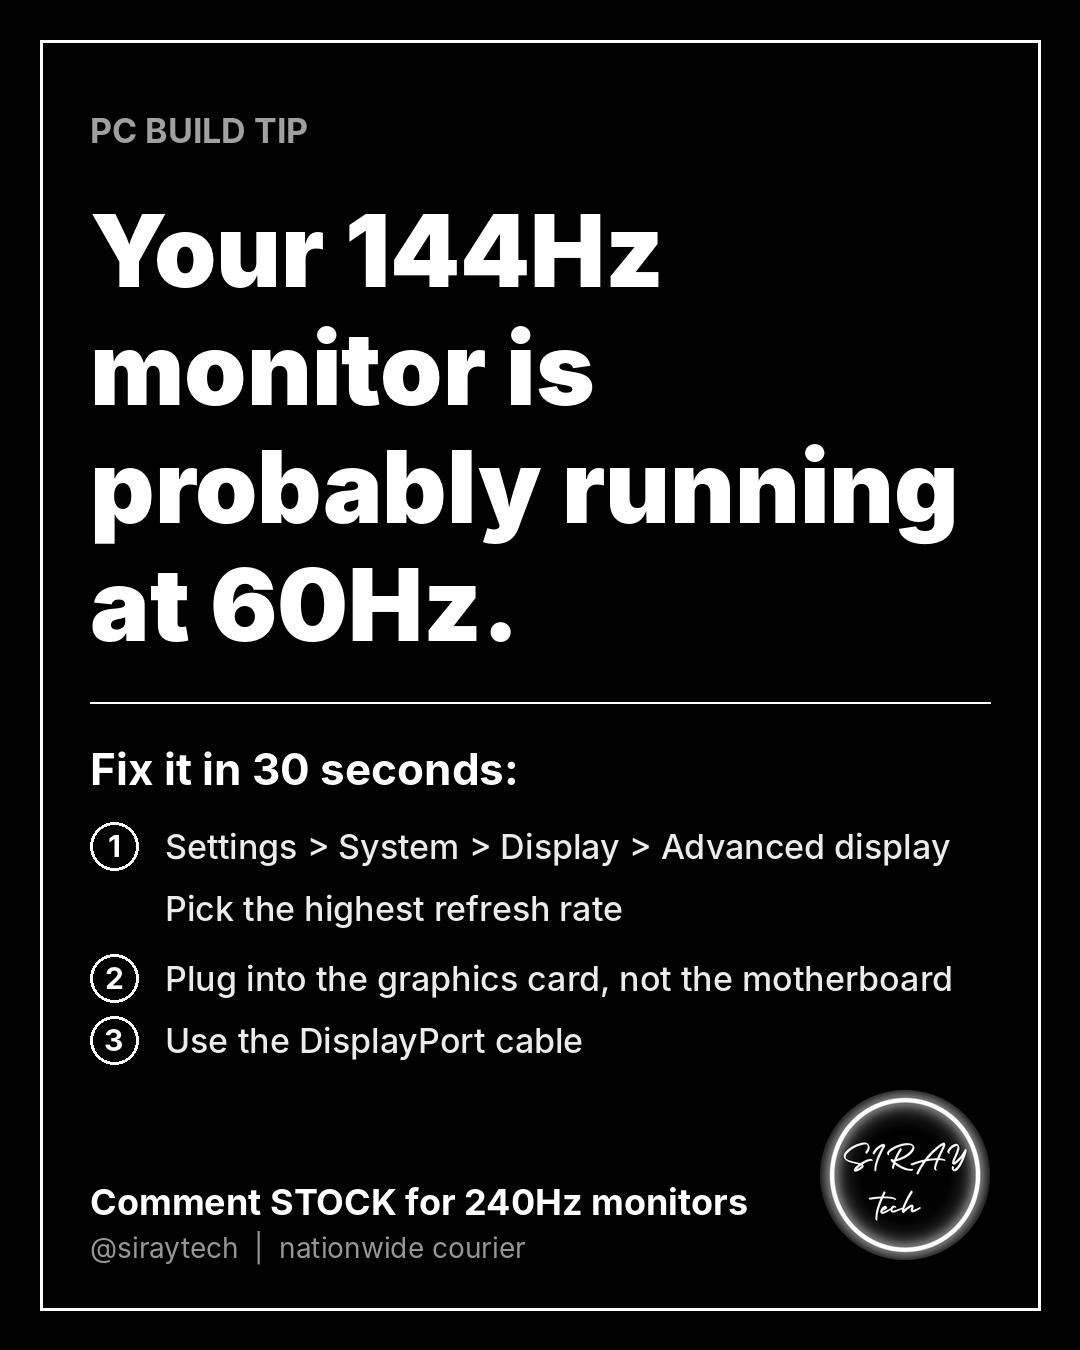 PC BUILD TIP
Your 144Hz
monitor is
probably running
at 60Hz.
Fix it in 30 seconds:
1 Settings > System > Display > Advanced display
Pick the highest refresh rate
2 Plug into the graphics card, not the motherboard
3 Use the DisplayPort cable
SIRAY
tech
Comment STOCK for 240Hz monitors
@siraytech | nationwide courier